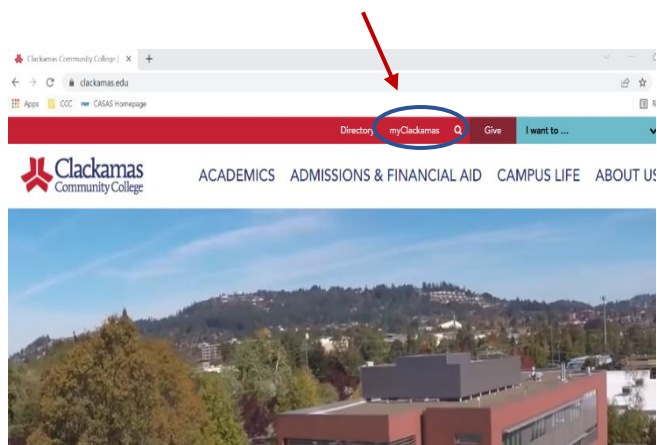 Clackamas Community College |
clackamas.edu
Apps CCC CASAS Homepage
Directory myClackamas Give I want to ...
Clackamas
Community College
ACADEMICS ADMISSIONS & FINANCIAL AID CAMPUS LIFE ABOUT US